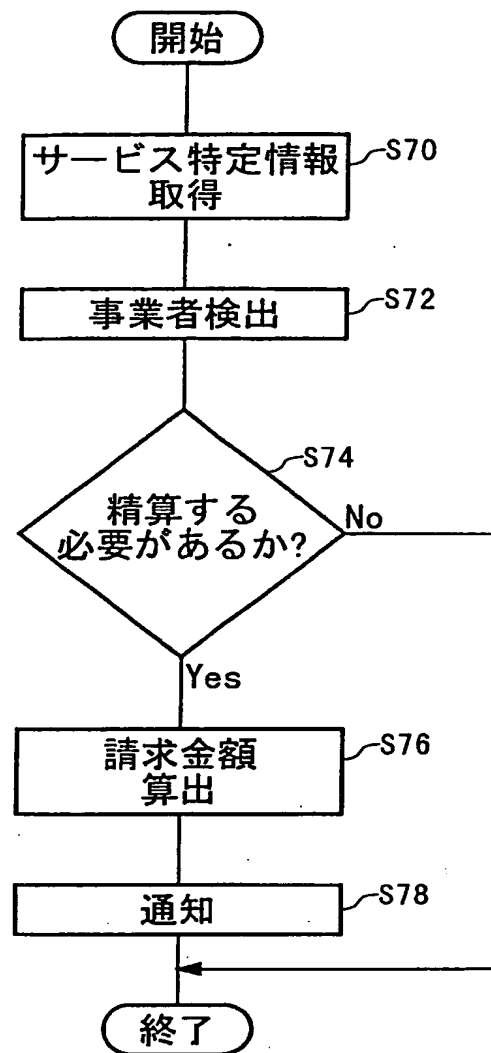 開始
サービス特定情報
取得
S70
事業者検出
S72
S74
精算する
必要があるか?
No
Yes
請求金額
算出
S76
通知
S78
終了